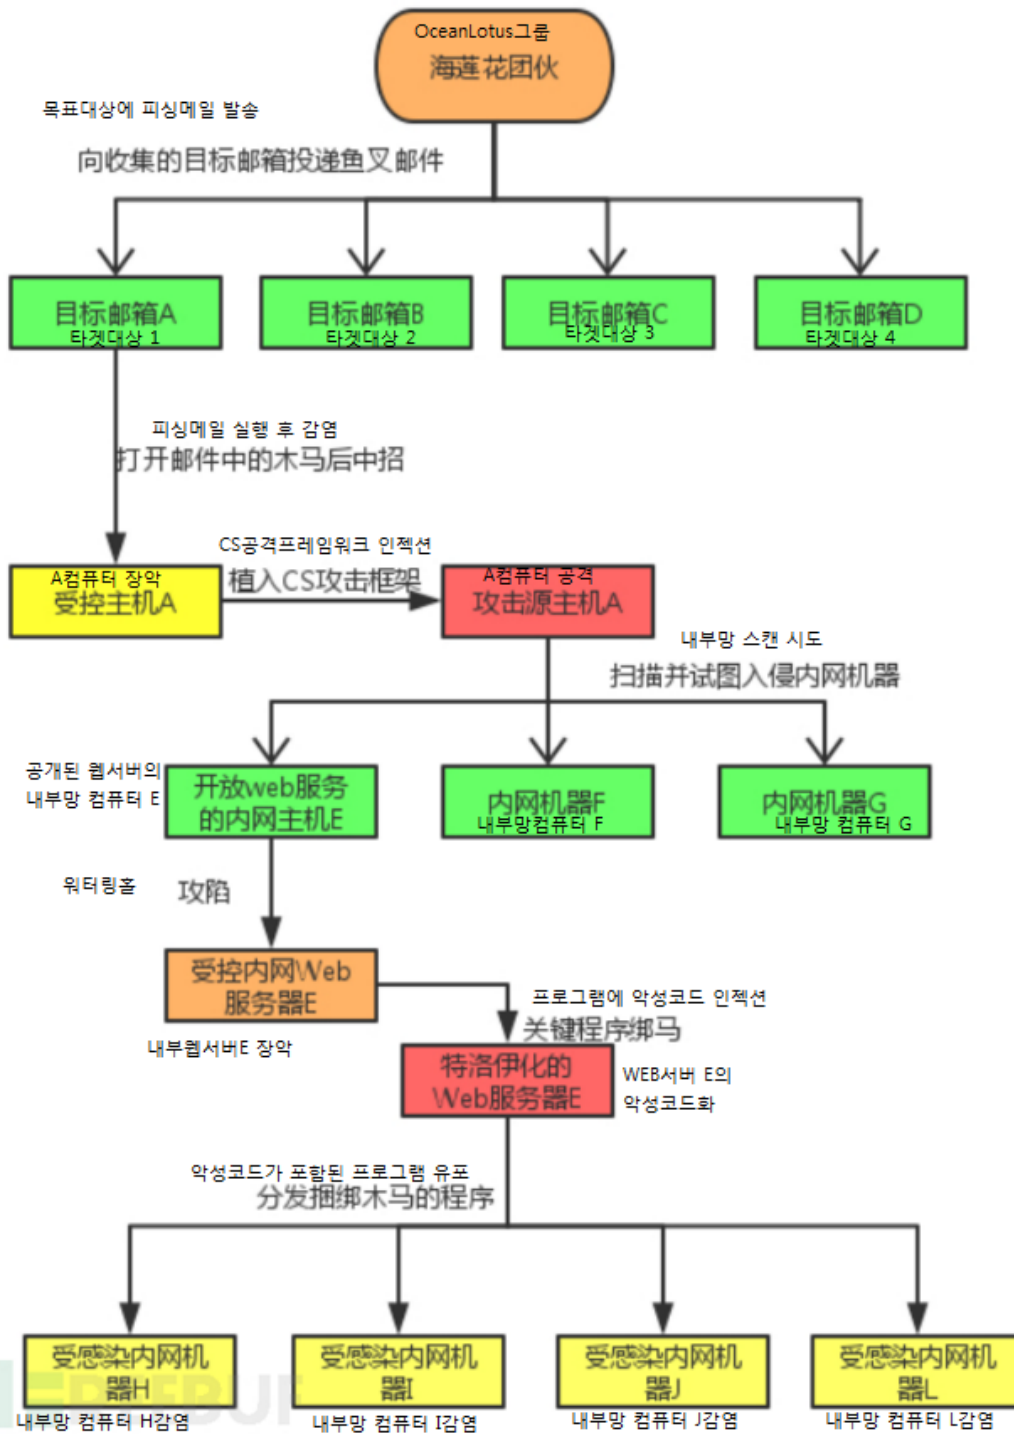 OceanLotus그룹
海莲花团伙
목표대상에 피싱메일 발송
向收集的目标邮箱投递鱼叉邮件
目标邮箱A
타겟대상 1
目标邮箱B
타겟대상 2
目标邮箱C
타겟대상 3
目标邮箱D
타겟대상 4
피싱메일 실행 후 감염
打开邮件中的木马后中招
A컴퓨터 장악
受控主机A
CS공격프레임워크 인젝션
植入CS攻击框架
A컴퓨터 공격
攻击源主机A
내부망 스캔 시도
扫描并试图入侵内网机器
공개된 웹서버의
내부망 컴퓨터 E
开放web服务
的内网主机E
内网机器F
내부망컴퓨터 F
内网机器G
내부망 컴퓨터 G
워터링홀
攻陷
受控内网Web
服务器E
내부웹서버E 장악
프로그램에 악성코드 인젝션
关键程序绑马
特洛伊化的
Web服务器E
WEB서버 E의
악성코드화
악성코드가 포함된 프로그램 유포
分发捆绑木马的程序
受感染内网机
器H
내부망 컴퓨터 H감염
受感染内网机
器I
내부망 컴퓨터 I감염
受感染内网机
器J
내부망 컴퓨터 J감염
受感染内网机
器L
내부망 컴퓨터 L감염
REEBUF